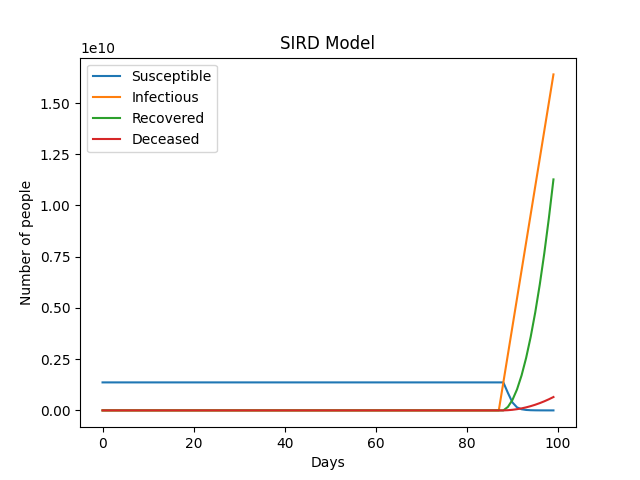 SIRD Model
1e10
Susceptible
Infectious
Recovered
Deceased
1.50
1.25
1.00
0.75
0.50
0.25
0.00
Number of people
0 20 40 60 80 100
Days